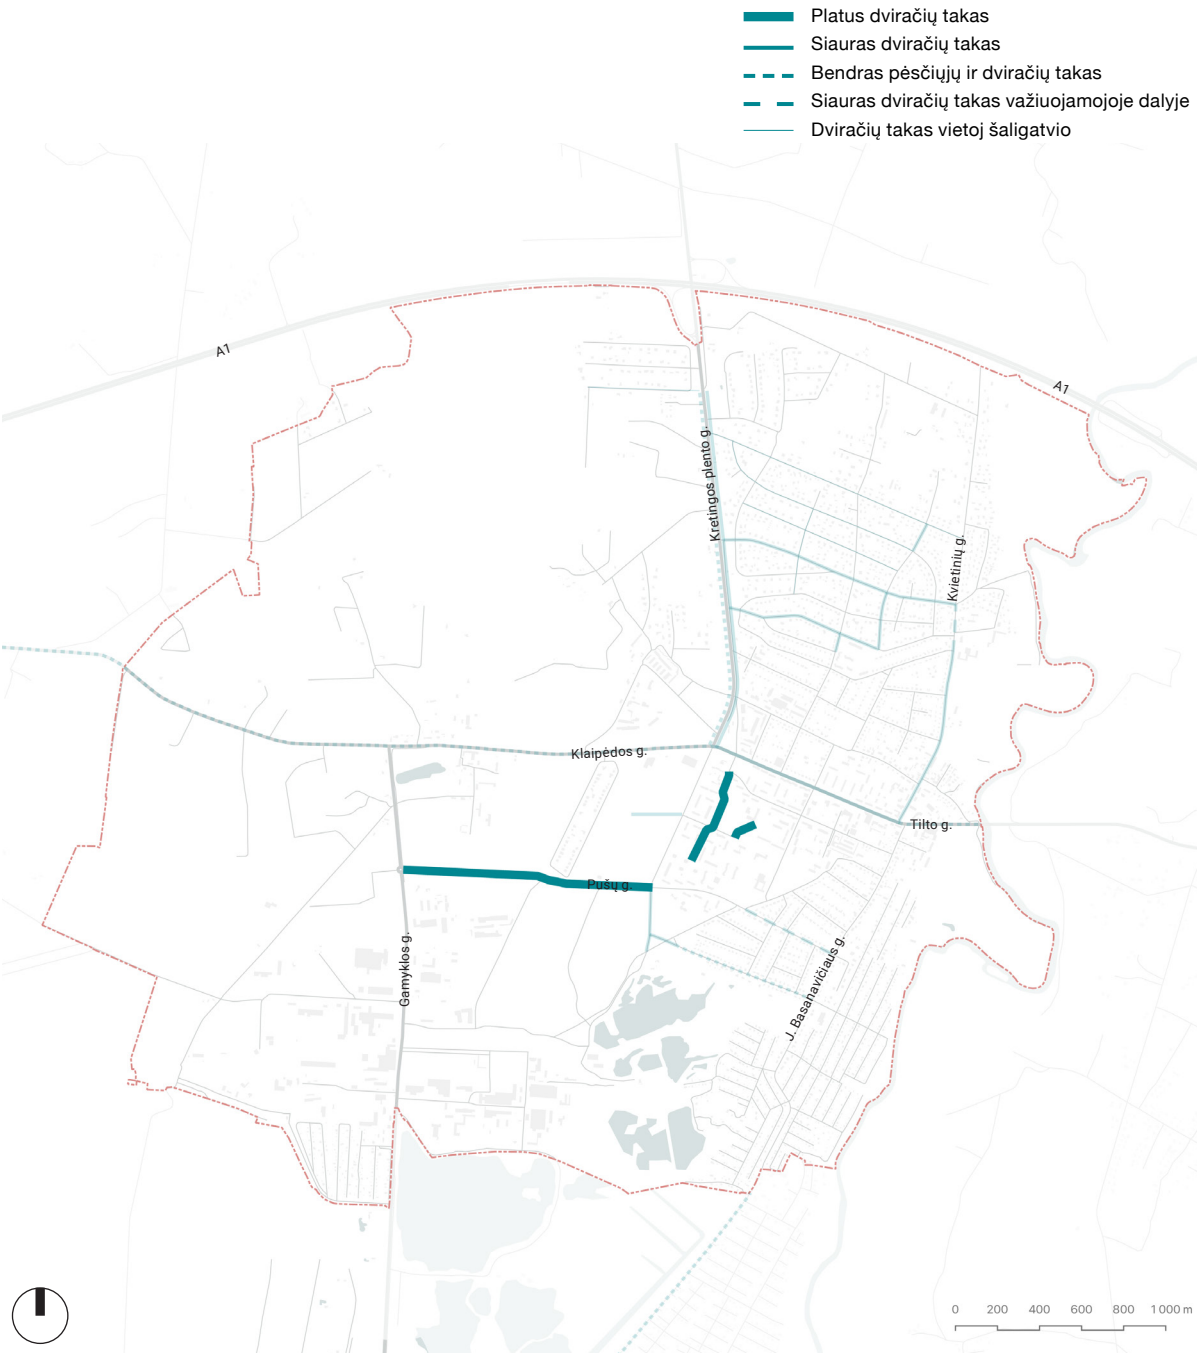 Platus dviračių takas
Siauras dviračių takas
Bendras pėsčiųjų ir dviračių takas
Siauras dviračių takas važiuojamojoje dalyje
Dviračių takas vietoj šaligatvio
A1
A1
Kretingos plento g.
Kvietinių g.
Klaipėdos g.
Tilto g.
Pušų g.
Gamyklos g.
J. Basanavičiaus g.
0 200 400 600 800 1 000 m